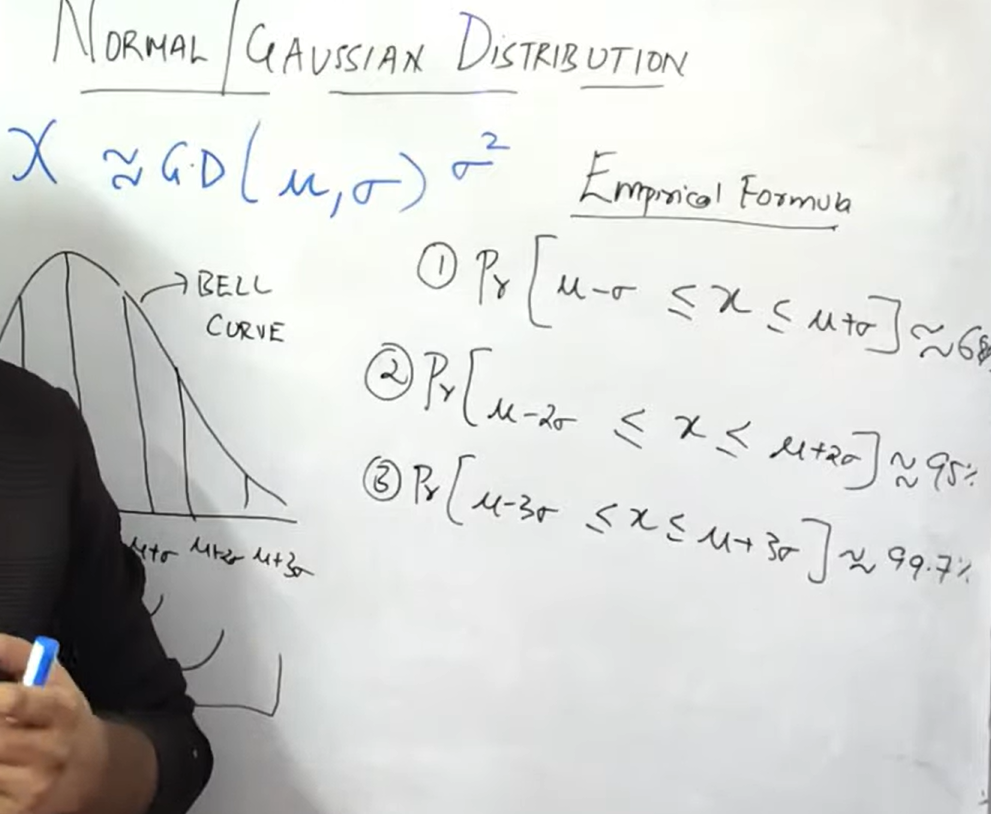 NORMAL/GAUSSIAN DISTRIBUTION
X ≈ G.D(μ,σ) σ²
Empirical Formula
→ BELL
CURVE
① Pr[μ-σ ≤ x ≤ μ+σ] ≈ 68%
② Pr[μ-2σ ≤ x ≤ μ+2σ] ≈ 95%
③ Pr[μ-3σ ≤ x ≤ μ+3σ] ≈ 99.7%
μ+σ μ+2σ μ+3σ